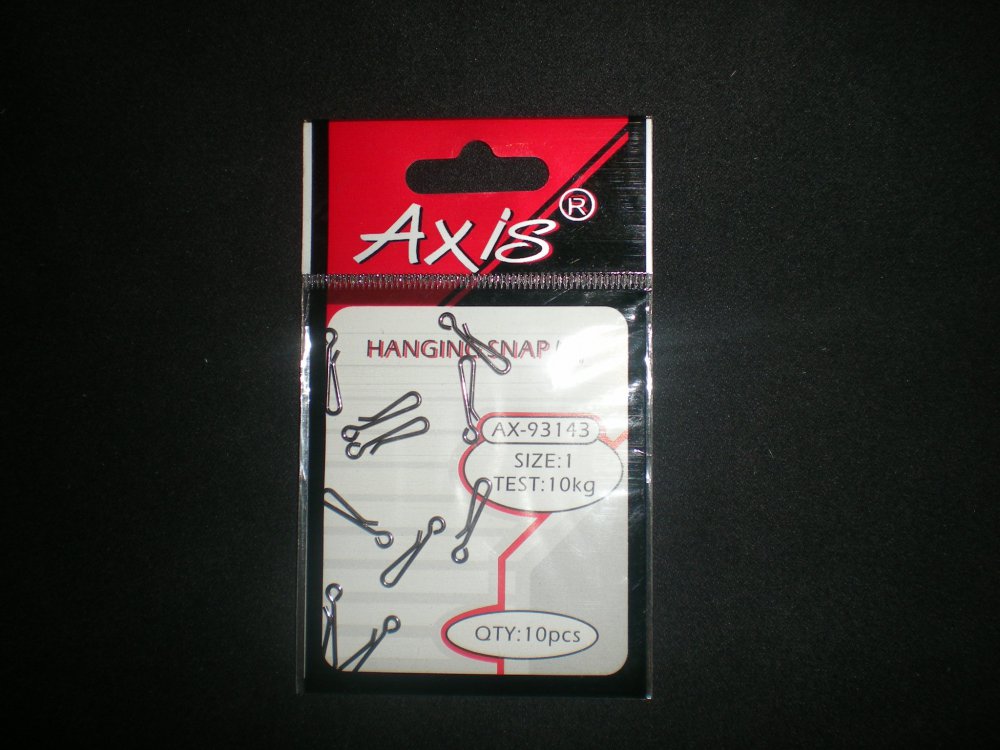 Axis®
HANGING SNAP
AX-93143
SIZE:1
TEST:10kg
QTY:10pcs